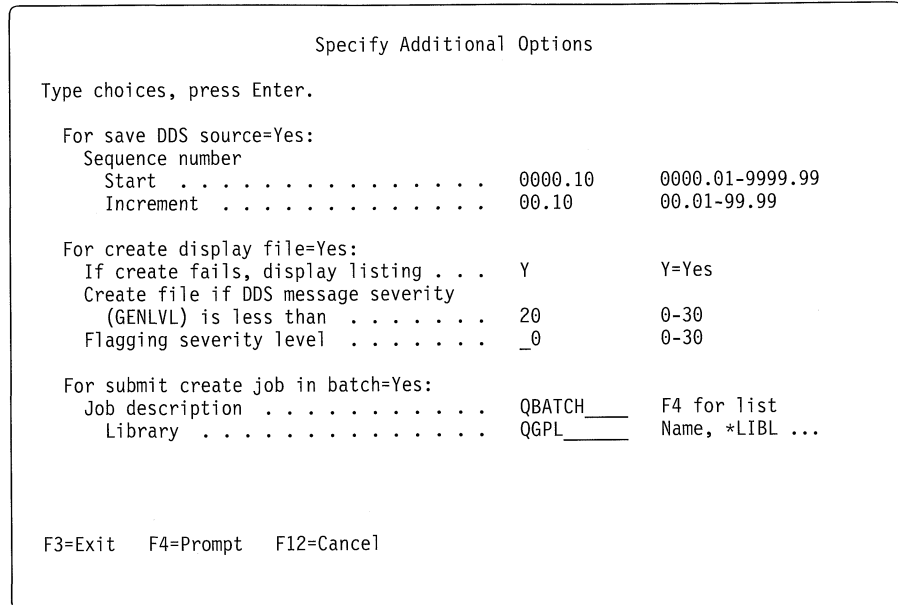 Specify Additional Options
Type choices, press Enter.
For save DDS source=Yes:
Sequence number
Start . . . . . . . . . . . . . . . 0000.10 0000.01-9999.99
Increment . . . . . . . . . . . . . 00.10 00.01-99.99
For create display file=Yes:
If create fails, display listing . . . Y Y=Yes
Create file if DDS message severity
(GENLVL) is less than . . . . . . . 20 0-30
Flagging severity level . . . . . . . _0 0-30
For submit create job in batch=Yes:
Job description . . . . . . . . . . . QBATCH____ F4 for list
Library . . . . . . . . . . . . . . QGPL______ Name, *LIBL ...
F3=Exit F4=Prompt F12=Cancel